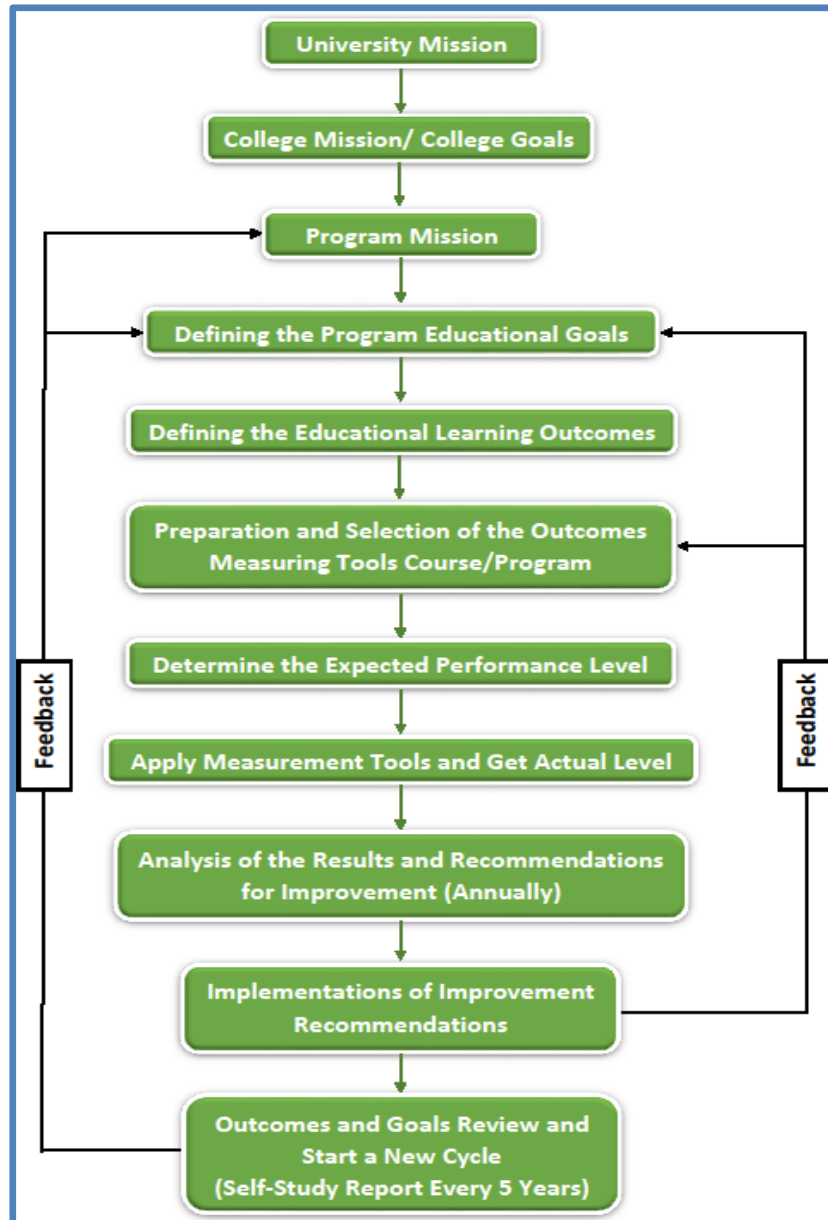 University Mission
College Mission/ College Goals
Program Mission
Defining the Program Educational Goals
Defining the Educational Learning Outcomes
Preparation and Selection of the Outcomes
Measuring Tools Course/Program
Determine the Expected Performance Level
Feedback
Feedback
Apply Measurement Tools and Get Actual Level
Analysis of the Results and Recommendations
for Improvement (Annually)
Implementations of Improvement
Recommendations
Outcomes and Goals Review and
Start a New Cycle
(Self-Study Report Every 5 Years)